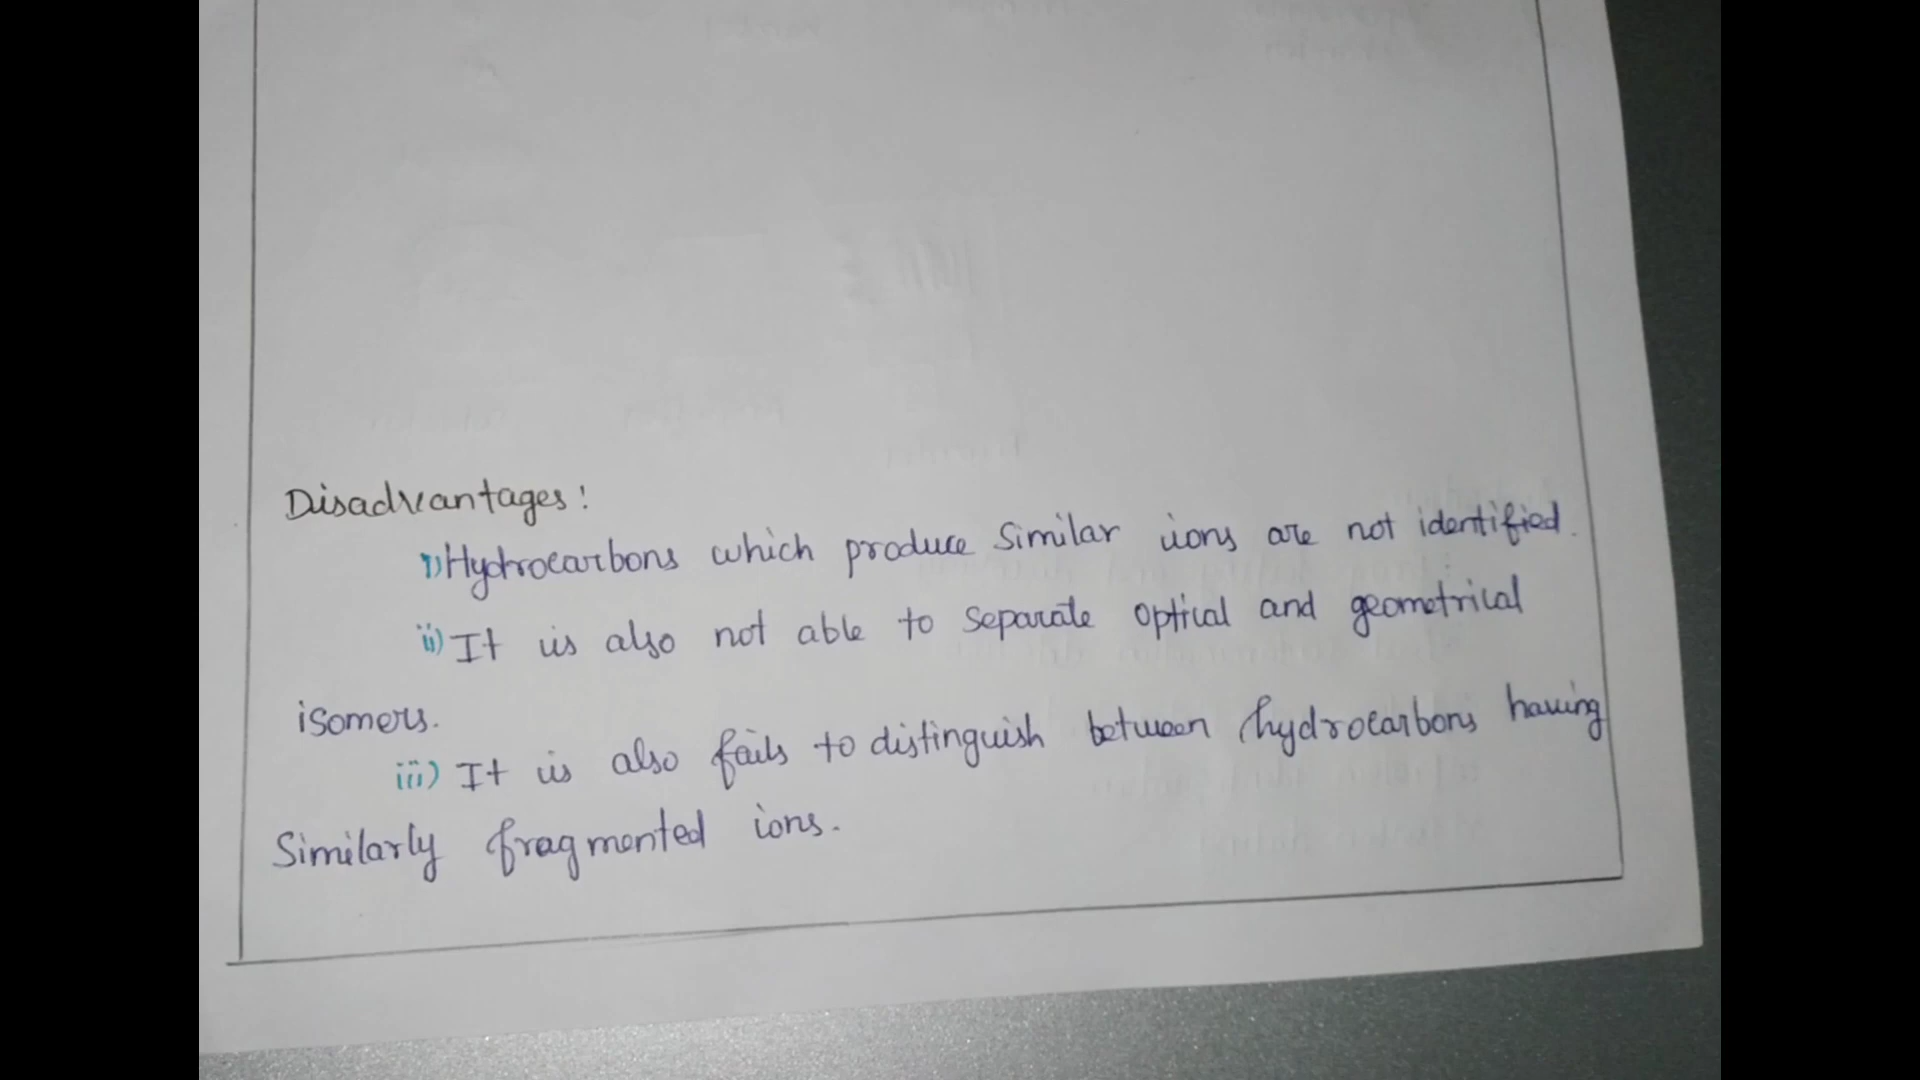 Disadvantages:
i) Hydrocarbons which produce Similar ions are not identified.
ii) It is also not able to separate optical and geometrical
isomers.
iii) It is also fails to distinguish between hydrocarbons having
Similarly fragmented ions.